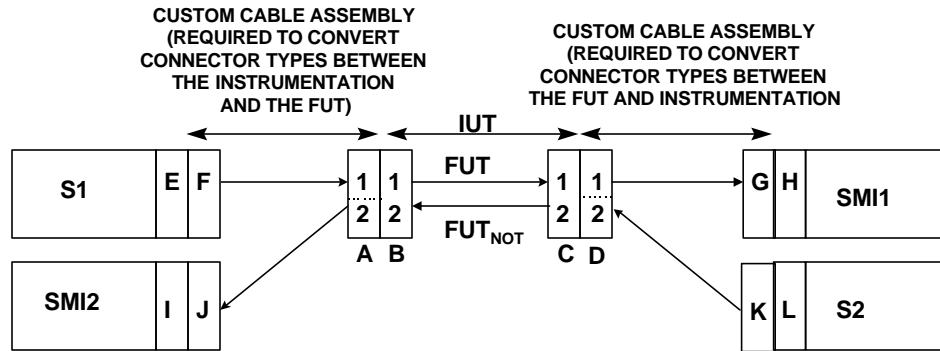 CUSTOM CABLE ASSEMBLY
(REQUIRED TO CONVERT
CONNECTOR TYPES BETWEEN
THE INSTRUMENTATION
AND THE FUT)
CUSTOM CABLE ASSEMBLY
(REQUIRED TO CONVERT
CONNECTOR TYPES BETWEEN
THE FUT AND INSTRUMENTATION
IUT
S1 E F 1 1 FUT 1 1 G H SMI1
2 2 FUTNOT 2 2
A B C D
SMI2 I J K L S2